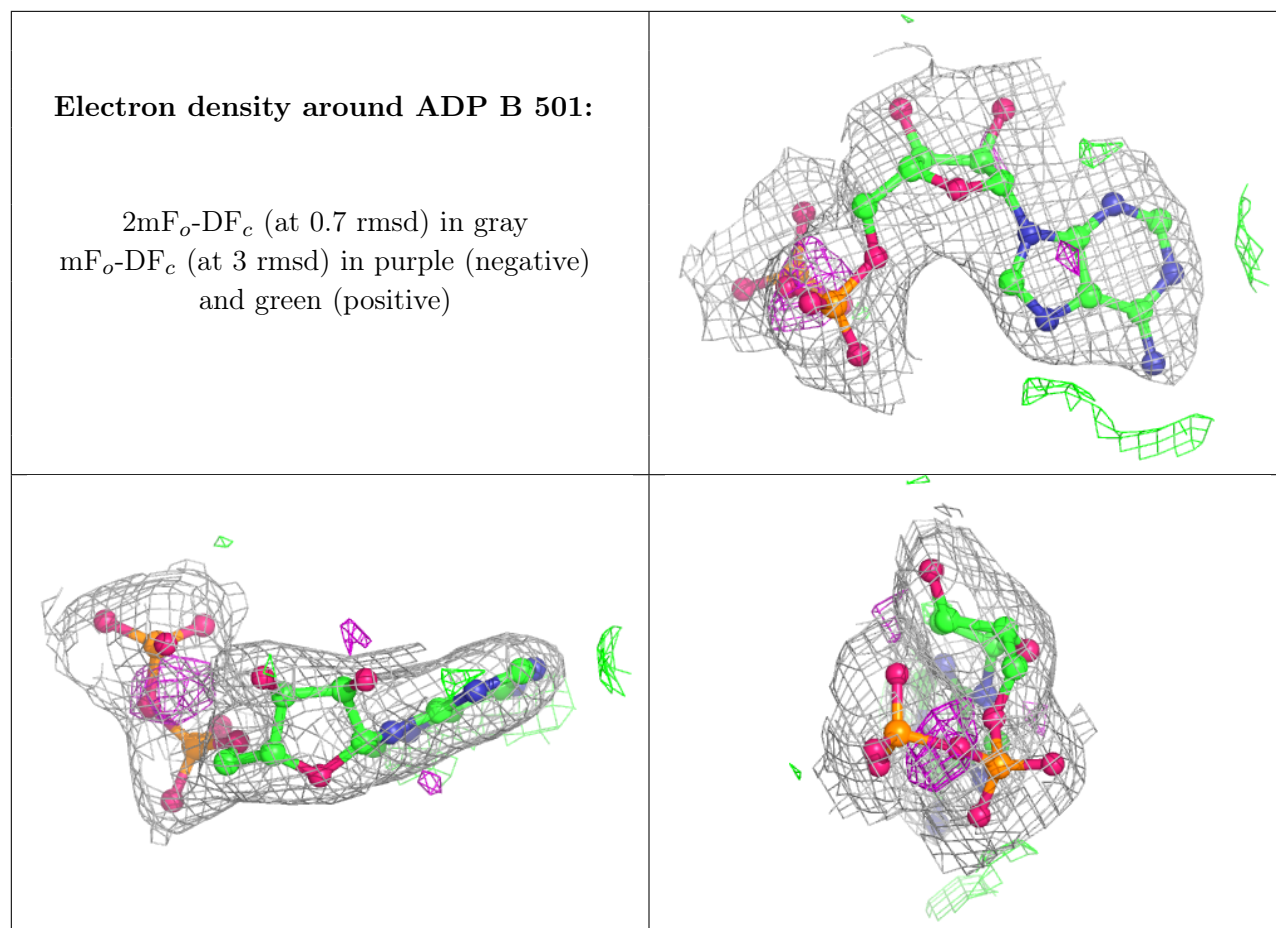 Electron density around ADP B 501:
2mFo-DFc (at 0.7 rmsd) in gray
mFo-DFc (at 3 rmsd) in purple (negative)
and green (positive)